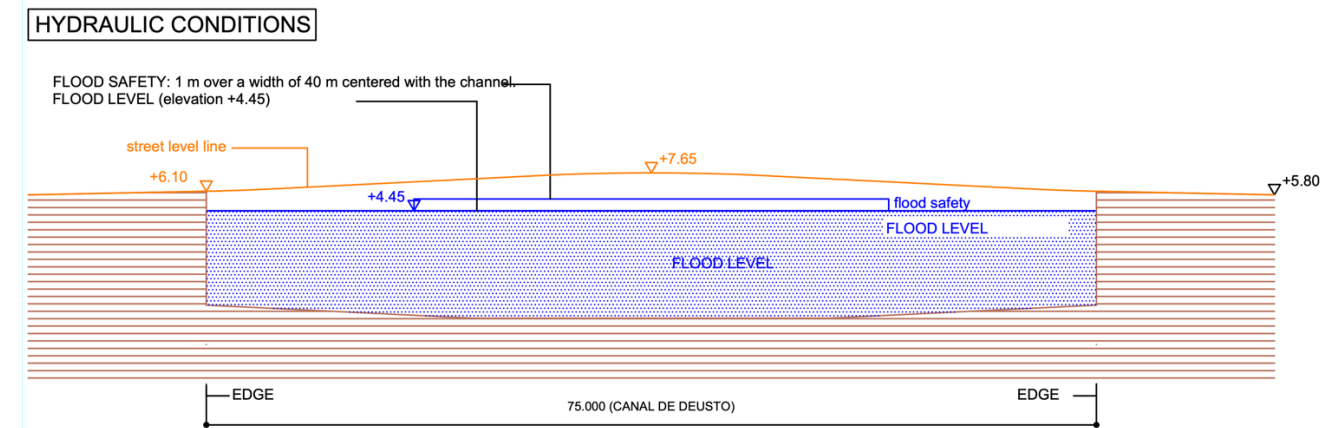 HYDRAULIC CONDITIONS
FLOOD SAFETY: 1 m over a width of 40 m centered with the channel.
FLOOD LEVEL (elevation +4.45)
street level line
+6.10
+7.65
+5.80
+4.45
flood safety
FLOOD LEVEL
FLOOD LEVEL
EDGE
EDGE
75.000 (CANAL DE DEUSTO)